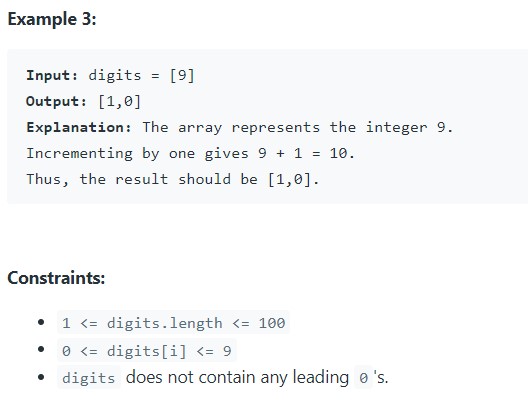 Example 3:
Input: digits = [9]
Output: [1,0]
Explanation: The array represents the integer 9.
Incrementing by one gives 9 + 1 = 10.
Thus, the result should be [1,0].
Constraints:
• 1 <= digits.length <= 100
• 0 <= digits[i] <= 9
• digits does not contain any leading 0 's.